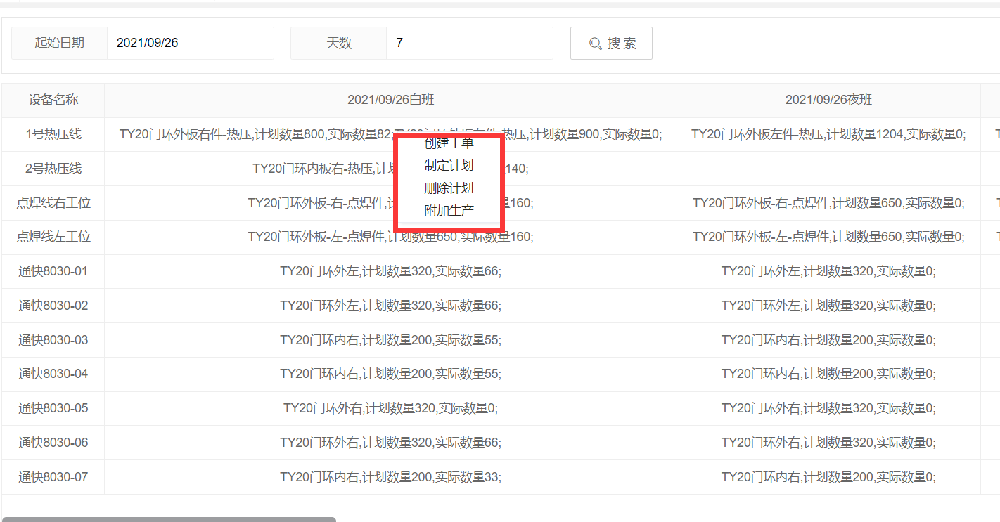 起始日期 2021/09/26 天数 7 搜 索
设备名称 2021/09/26白班 2021/09/26夜班
1号热压线 TY20门环外板右件-热压,计划数量800,实际数量82;TY20门环外板右件-热压,计划数量900,实际数量0; TY20门环外板左件-热压,计划数量1204,实际数量0;
创建工单
2号热压线 TY20门环内板右-热压,计划 140;
制定计划
删除计划
点焊线右工位 TY20门环外板-右-点焊件,计 量160; TY20门环外板-右-点焊件,计划数量650,实际数量0;
附加生产
点焊线左工位 TY20门环外板-左-点焊件,计划数量650,实际数量160; TY20门环外板-左-点焊件,计划数量650,实际数量0;
通快8030-01 TY20门环外左,计划数量320,实际数量66; TY20门环外左,计划数量320,实际数量0;
通快8030-02 TY20门环外左,计划数量320,实际数量66; TY20门环外左,计划数量320,实际数量0;
通快8030-03 TY20门环内右,计划数量200,实际数量55; TY20门环内右,计划数量200,实际数量0;
通快8030-04 TY20门环内右,计划数量200,实际数量55; TY20门环内右,计划数量200,实际数量0;
通快8030-05 TY20门环外右,计划数量320,实际数量0; TY20门环外右,计划数量320,实际数量0;
通快8030-06 TY20门环外右,计划数量320,实际数量66; TY20门环外右,计划数量320,实际数量0;
通快8030-07 TY20门环内右,计划数量200,实际数量33; TY20门环内右,计划数量200,实际数量0;